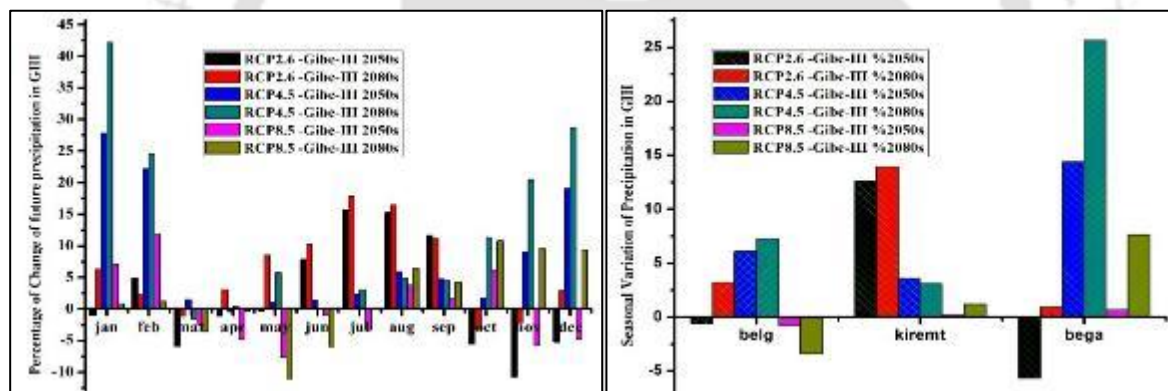 Percentage of Change of future precipitation in GIII
45
40
35
30
25
20
15
10
5
0
-5
-10
RCP2.6 -Gibe-III 2050s
RCP2.6 -Gibe-III 2080s
RCP4.5 -Gibe-III 2050s
RCP4.5 -Gibe-III 2080s
RCP8.5 -Gibe-III 2050s
RCP8.5 -Gibe-III 2080s
jan feb mar apr may jun jul aug sep oct nov dec
Seasonal Variation of Precipitation in GIII
25
20
15
10
5
0
-5
RCP2.6 -Gibe-III %2050s
RCP2.6 -Gibe-III %2080s
RCP4.5 -Gibe-III %2050s
RCP4.5 -Gibe-III %2080s
RCP8.5 -Gibe-III %2050s
RCP8.5 -Gibe-III %2080s
belg kiremt bega